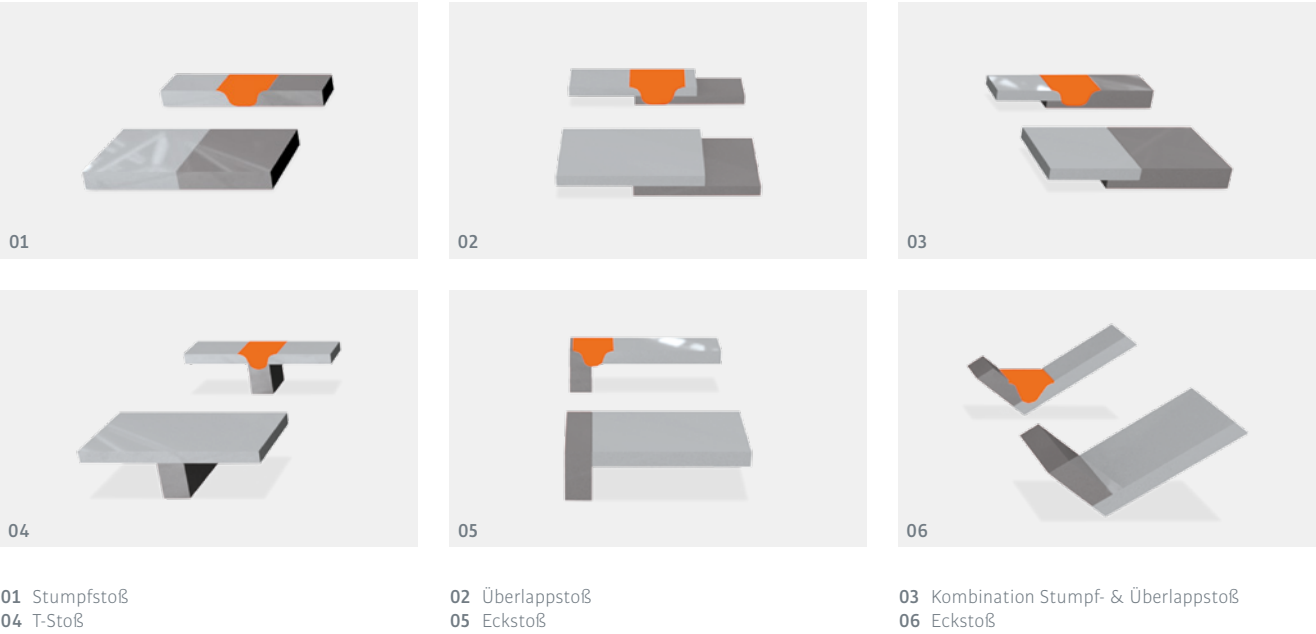 01
02
03
04
05
06
01 Stumpfstoß
02 Überlappstoß
03 Kombination Stumpf- & Überlappstoß
04 T-Stoß
05 Eckstoß
06 Eckstoß